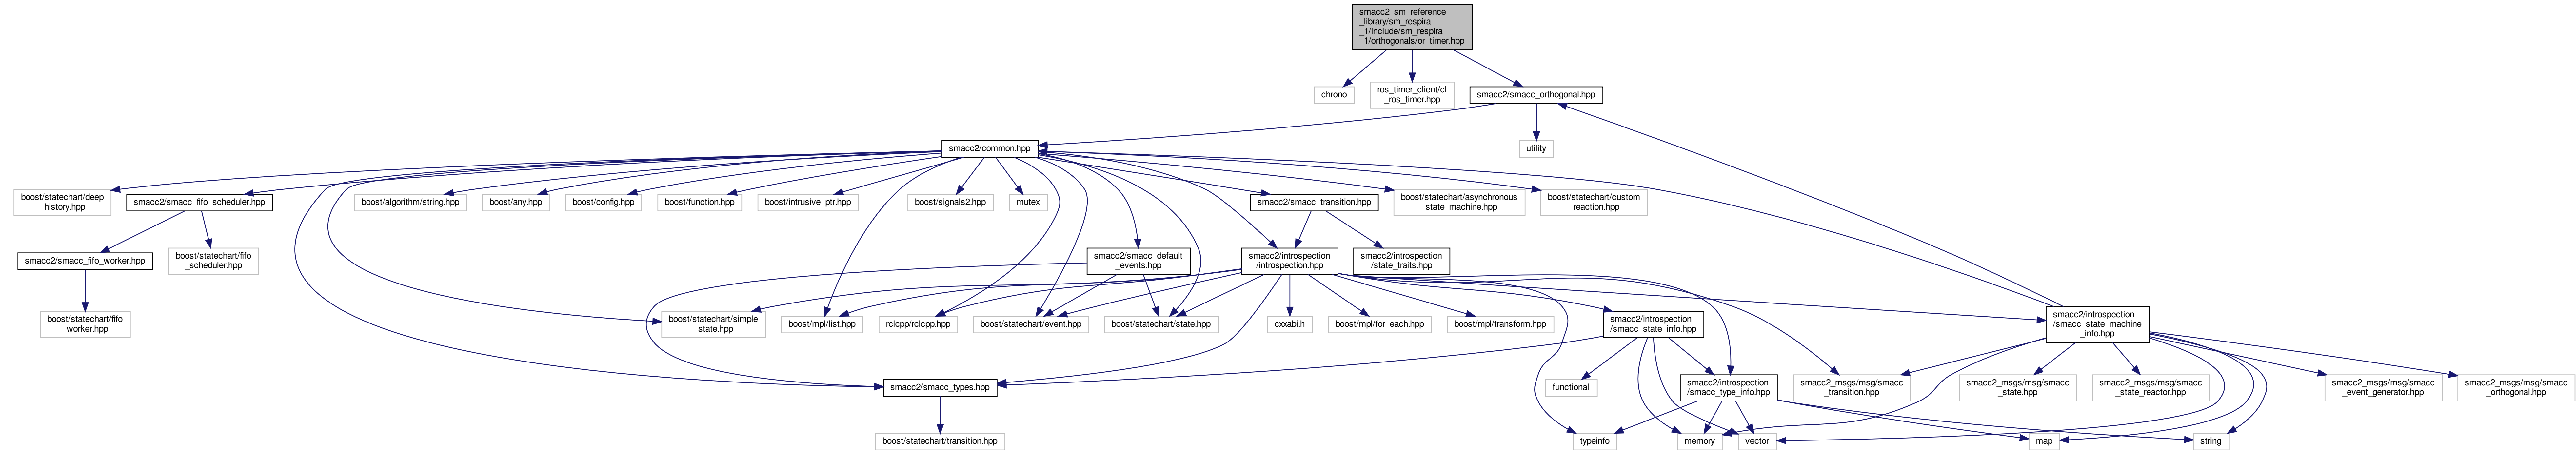 smacc2_sm_reference
_library/sm_respira
_1/include/sm_respira
_1/orthogonals/or_timer.hpp
chrono
ros_timer_client/cl
_ros_timer.hpp
smacc2/smacc_orthogonal.hpp
smacc2/common.hpp
utility
boost/statechart/deep
_history.hpp
smacc2/smacc_fifo_scheduler.hpp
boost/algorithm/string.hpp
boost/any.hpp
boost/config.hpp
boost/function.hpp
boost/intrusive_ptr.hpp
boost/signals2.hpp
mutex
smacc2/smacc_transition.hpp
boost/statechart/asynchronous
_state_machine.hpp
boost/statechart/custom
_reaction.hpp
smacc2/smacc_fifo_worker.hpp
boost/statechart/fifo
_scheduler.hpp
smacc2/smacc_default
_events.hpp
smacc2/introspection
/introspection.hpp
smacc2/introspection
/state_traits.hpp
boost/statechart/fifo
_worker.hpp
boost/statechart/simple
_state.hpp
boost/mpl/list.hpp
rclcpp/rclcpp.hpp
boost/statechart/event.hpp
boost/statechart/state.hpp
cxxabi.h
boost/mpl/for_each.hpp
boost/mpl/transform.hpp
smacc2/introspection
/smacc_state_info.hpp
smacc2/introspection
/smacc_state_machine
_info.hpp
smacc2/smacc_types.hpp
functional
smacc2/introspection
/smacc_type_info.hpp
smacc2_msgs/msg/smacc
_transition.hpp
smacc2_msgs/msg/smacc
_state.hpp
smacc2_msgs/msg/smacc
_state_reactor.hpp
smacc2_msgs/msg/smacc
_event_generator.hpp
smacc2_msgs/msg/smacc
_orthogonal.hpp
boost/statechart/transition.hpp
typeinfo
memory
vector
map
string